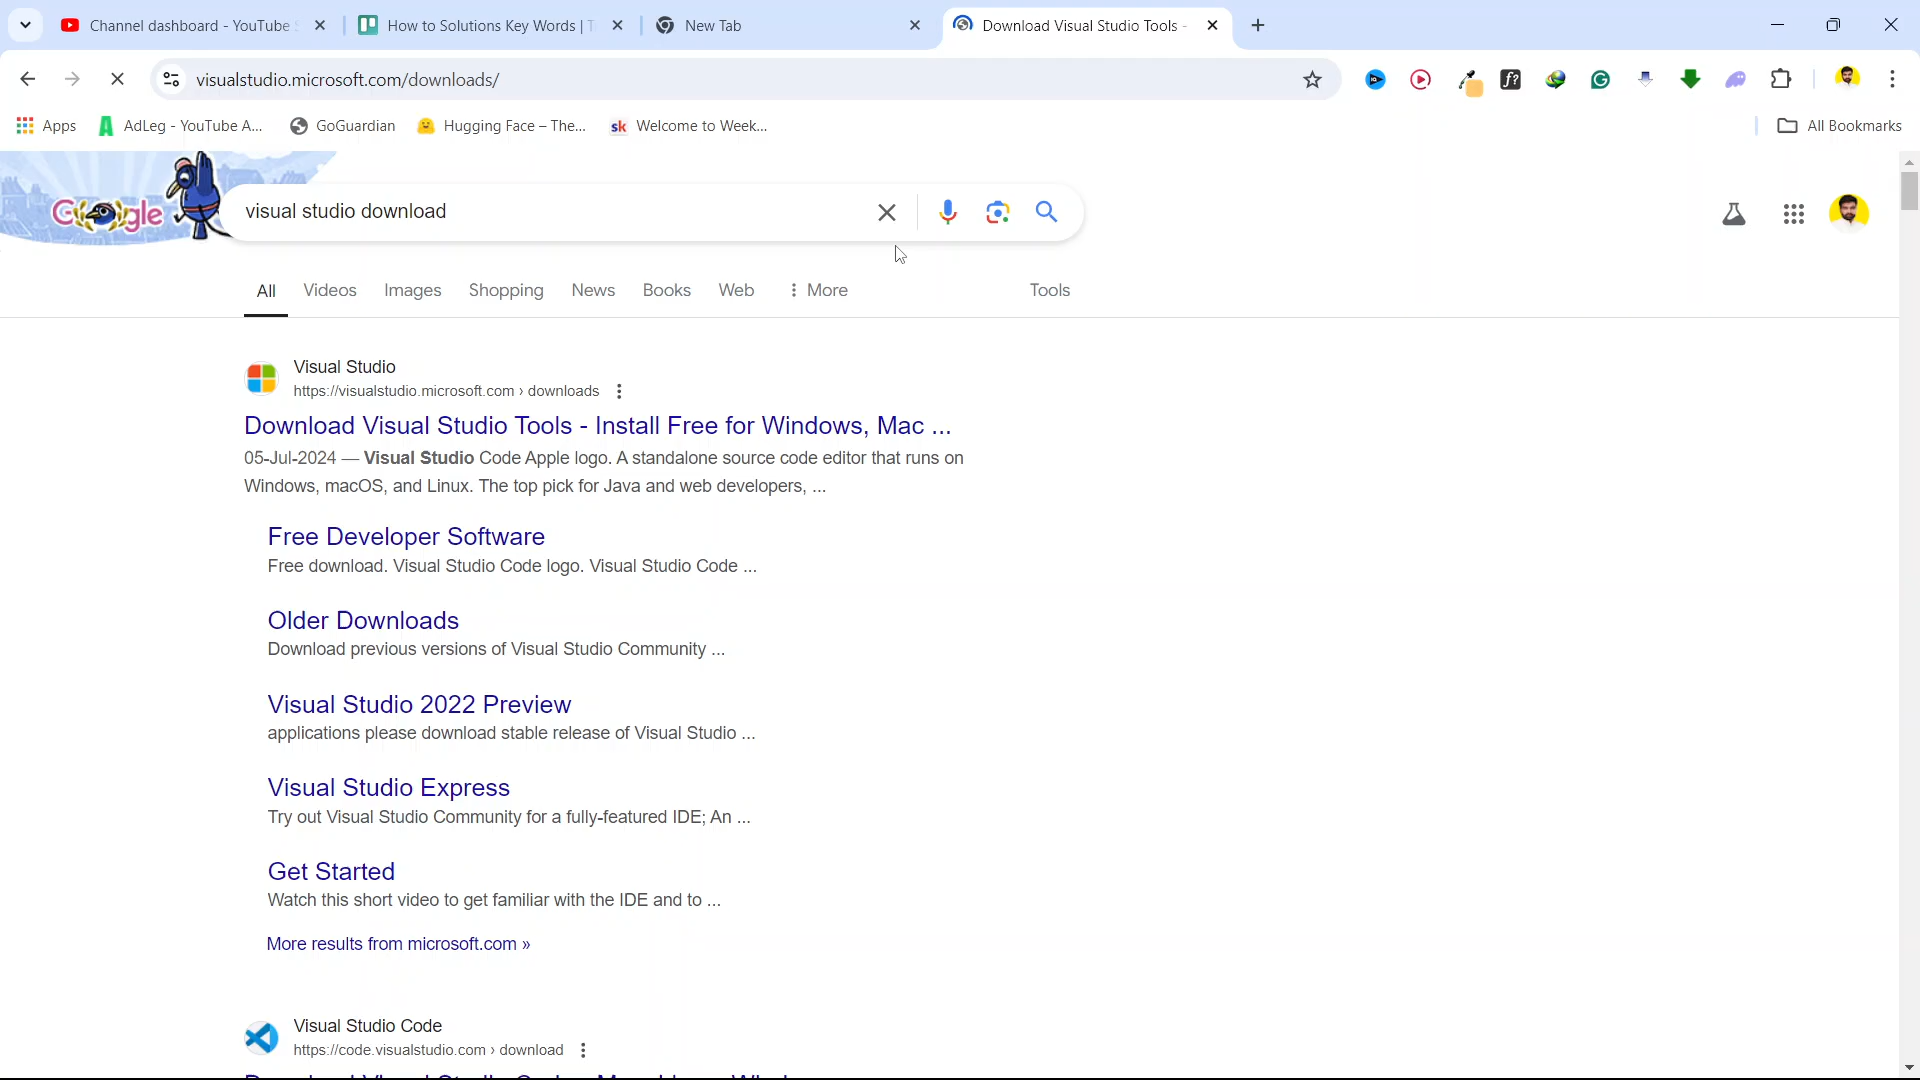 Channel dashboard - YouTube S
How to Solutions Key Words | T
New Tab
Download Visual Studio Tools -
visualstudio.microsoft.com/downloads/
Apps
AdLeg - YouTube A...
GoGuardian
Hugging Face – The...
sk Welcome to Week...
All Bookmarks
Google
visual studio download
All
Videos
Images
Shopping
News
Books
Web
More
Tools
Visual Studio
https://visualstudio.microsoft.com › downloads
Download Visual Studio Tools - Install Free for Windows, Mac ...
05-Jul-2024 — Visual Studio Code Apple logo. A standalone source code editor that runs on
Windows, macOS, and Linux. The top pick for Java and web developers, ...
Free Developer Software
Free download. Visual Studio Code logo. Visual Studio Code ...
Older Downloads
Download previous versions of Visual Studio Community ...
Visual Studio 2022 Preview
applications please download stable release of Visual Studio ...
Visual Studio Express
Try out Visual Studio Community for a fully-featured IDE; An ...
Get Started
Watch this short video to get familiar with the IDE and to ...
More results from microsoft.com »
Visual Studio Code
https://code.visualstudio.com › download